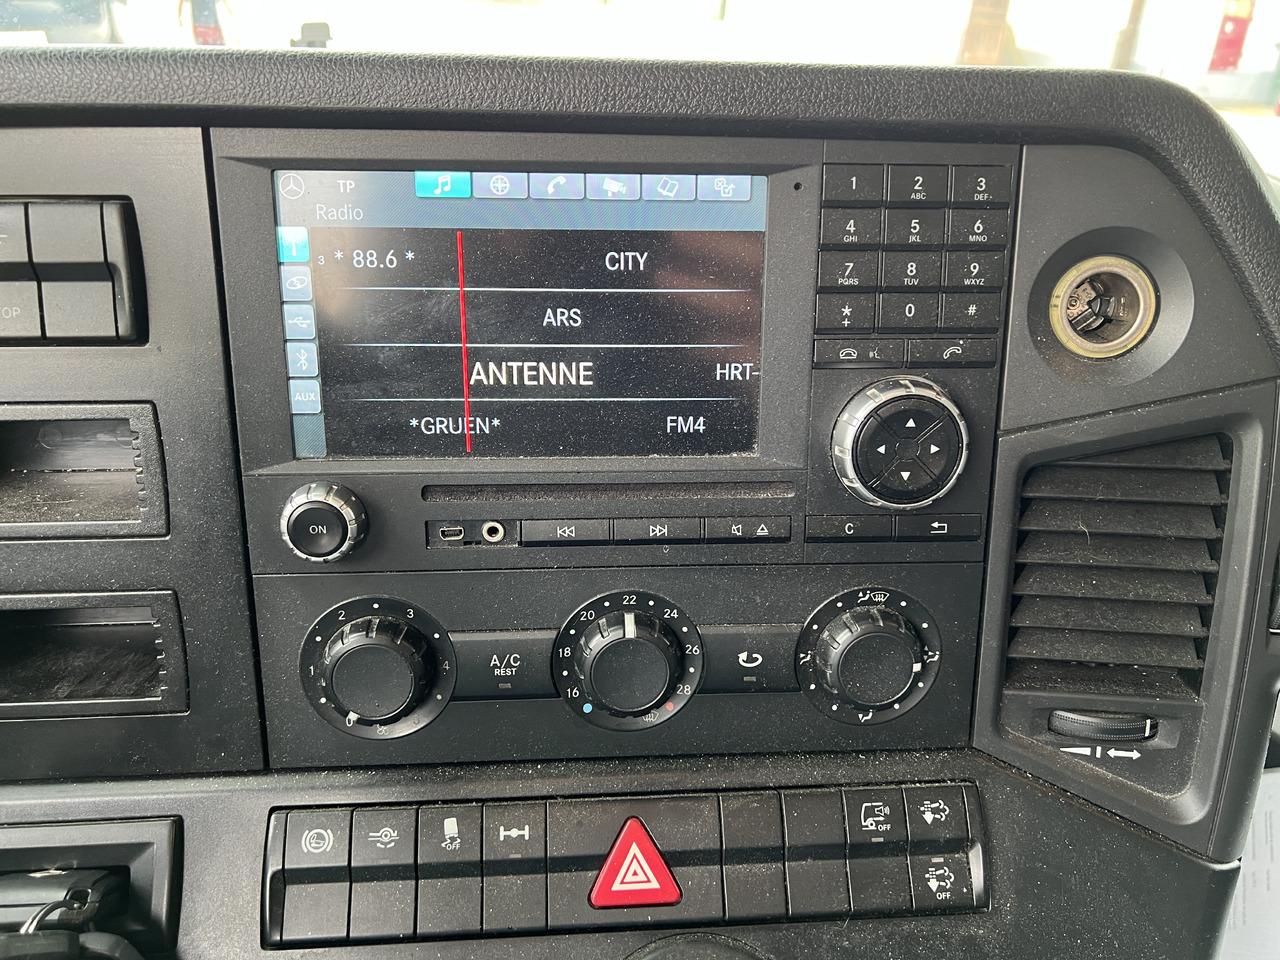 TP
Radio
3 * 88.6 * CITY
ARS
ANTENNE HRT-
*GRUEN* FM4
AUX
1 2 ABC 3 DEF
4 GHI 5 JKL 6 MNO
7 PQRS 8 TUV 9 WXYZ
* + 0 #
ON
C
0 1 2 3 4
A/C
REST
16 18 20 22 24 26 28
OFF
OFF
OFF